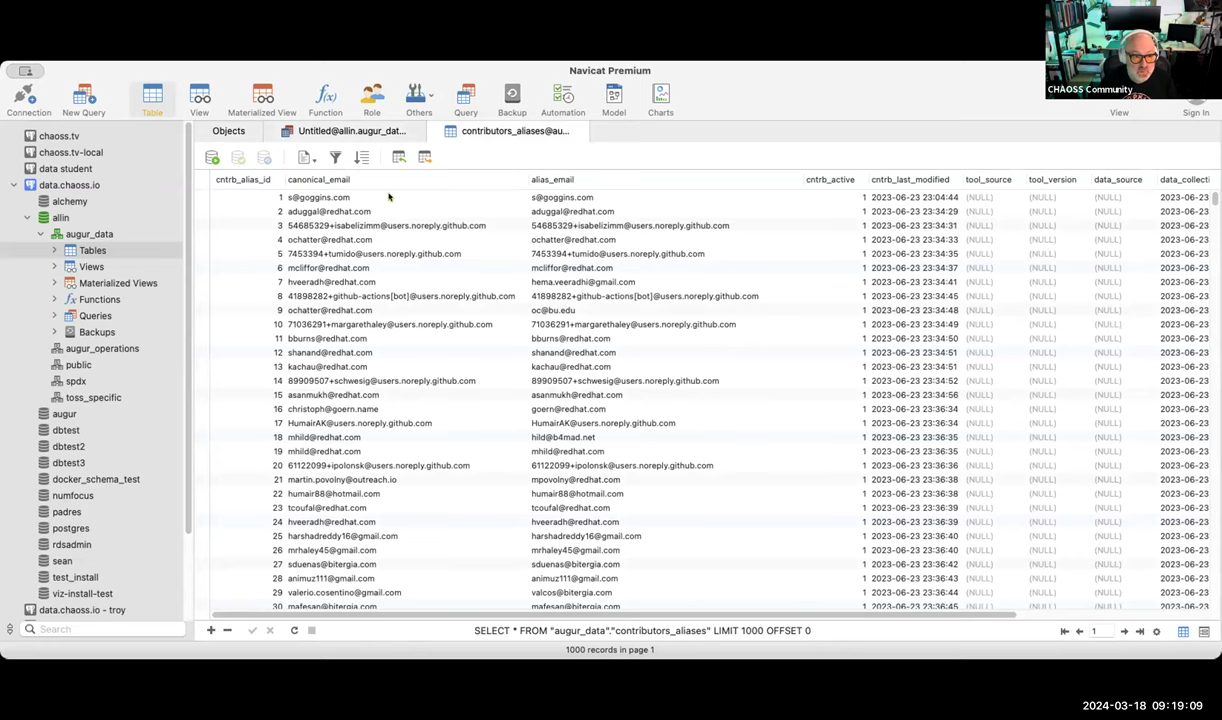 Navicat Premium
CHAOSS Community
Connection New Query Table View Materialized View Function Role Others Query Backup Automation Model Charts View Sign In
Objects Untitled@allin.augur_dat... contributors_aliases@au...
chaoss.tv
chaoss.tv-local
data student
data.chaoss.io
alchemy
allin
augur_data
Tables
Views
Materialized Views
Functions
Queries
Backups
augur_operations
public
spdx
toss_specific
augur
dbtest
dbtest2
dbtest3
docker_schema_test
numfocus
padres
postgres
rdsadmin
sean
test_install
viz-install-test
data.chaoss.io - troy
Search
cntrb_alias_id canonical_email alias_email cntrb_active cntrb_last_modified tool_source tool_version data_source data_collecti
1 s@goggins.com s@goggins.com 1 2023-06-23 23:04:44 (NULL) (NULL) (NULL) 2023-06-23
2 aduggal@redhat.com aduggal@redhat.com 1 2023-06-23 23:04:29 (NULL) (NULL) (NULL) 2023-06-23
3 54685329+isabelizimm@users.noreply.github.com 54685329+isabelizimm@users.noreply.github.com 1 2023-06-23 23:04:31 (NULL) (NULL) (NULL) 2023-06-23
4 ochatter@redhat.com ochatter@redhat.com 1 2023-06-23 23:04:33 (NULL) (NULL) (NULL) 2023-06-23
5 7453394+tumido@users.noreply.github.com 7453394+tumido@users.noreply.github.com 1 2023-06-23 23:04:35 (NULL) (NULL) (NULL) 2023-06-23
6 mcliffor@redhat.com mcliffor@redhat.com 1 2023-06-23 23:04:37 (NULL) (NULL) (NULL) 2023-06-23
7 hveeradh@redhat.com hema.veeradhi@gmail.com 1 2023-06-23 23:04:41 (NULL) (NULL) (NULL) 2023-06-23
8 41898282+github-actions[bot]@users.noreply.github.com 41898282+github-actions[bot]@users.noreply.github.com 1 2023-06-23 23:04:45 (NULL) (NULL) (NULL) 2023-06-23
9 ochatter@redhat.com oc@bu.edu 1 2023-06-23 23:04:48 (NULL) (NULL) (NULL) 2023-06-23
10 71036291+margarethaley@users.noreply.github.com 71036291+margarethaley@users.noreply.github.com 1 2023-06-23 23:04:49 (NULL) (NULL) (NULL) 2023-06-23
11 bburns@redhat.com bburns@redhat.com 1 2023-06-23 23:04:50 (NULL) (NULL) (NULL) 2023-06-23
12 shanand@redhat.com shanand@redhat.com 1 2023-06-23 23:04:51 (NULL) (NULL) (NULL) 2023-06-23
13 kachau@redhat.com kachau@redhat.com 1 2023-06-23 23:04:51 (NULL) (NULL) (NULL) 2023-06-23
14 89909507+schwesig@users.noreply.github.com 89909507+schwesig@users.noreply.github.com 1 2023-06-23 23:04:52 (NULL) (NULL) (NULL) 2023-06-23
15 asanmukh@redhat.com asanmukh@redhat.com 1 2023-06-23 23:04:56 (NULL) (NULL) (NULL) 2023-06-23
16 christoph@goern.name goern@redhat.com 1 2023-06-23 23:36:34 (NULL) (NULL) (NULL) 2023-06-23
17 HumairAK@users.noreply.github.com HumairAK@users.noreply.github.com 1 2023-06-23 23:36:34 (NULL) (NULL) (NULL) 2023-06-23
18 mhild@redhat.com hild@b4mad.net 1 2023-06-23 23:36:35 (NULL) (NULL) (NULL) 2023-06-23
19 mhild@redhat.com mhild@redhat.com 1 2023-06-23 23:36:35 (NULL) (NULL) (NULL) 2023-06-23
20 61122099+ipolonsk@users.noreply.github.com 61122099+ipolonsk@users.noreply.github.com 1 2023-06-23 23:36:36 (NULL) (NULL) (NULL) 2023-06-23
21 martin.povolny@outreach.io mpovolny@redhat.com 1 2023-06-23 23:36:38 (NULL) (NULL) (NULL) 2023-06-23
22 humair88@hotmail.com humair88@hotmail.com 1 2023-06-23 23:36:38 (NULL) (NULL) (NULL) 2023-06-23
23 tcoufal@redhat.com tcoufal@redhat.com 1 2023-06-23 23:36:39 (NULL) (NULL) (NULL) 2023-06-23
24 hveeradh@redhat.com hveeradh@redhat.com 1 2023-06-23 23:36:39 (NULL) (NULL) (NULL) 2023-06-23
25 harshadreddy16@gmail.com harshadreddy16@gmail.com 1 2023-06-23 23:36:40 (NULL) (NULL) (NULL) 2023-06-23
26 mrhaley45@gmail.com mrhaley45@gmail.com 1 2023-06-23 23:36:40 (NULL) (NULL) (NULL) 2023-06-23
27 sduenas@bitergia.com sduenas@bitergia.com 1 2023-06-23 23:36:42 (NULL) (NULL) (NULL) 2023-06-23
28 animuz111@gmail.com animuz111@gmail.com 1 2023-06-23 23:36:43 (NULL) (NULL) (NULL) 2023-06-23
29 valerio.cosentino@gmail.com valcos@bitergia.com 1 2023-06-23 23:36:44 (NULL) (NULL) (NULL) 2023-06-23
30 mafesan@bitergia.com mafesan@bitergia.com 1 2023-06-23 23:36:45 (NULL) (NULL) (NULL) 2023-06-23
SELECT * FROM "augur_data"."contributors_aliases" LIMIT 1000 OFFSET 0 1
1000 records in page 1
2024-03-18 09:19:09